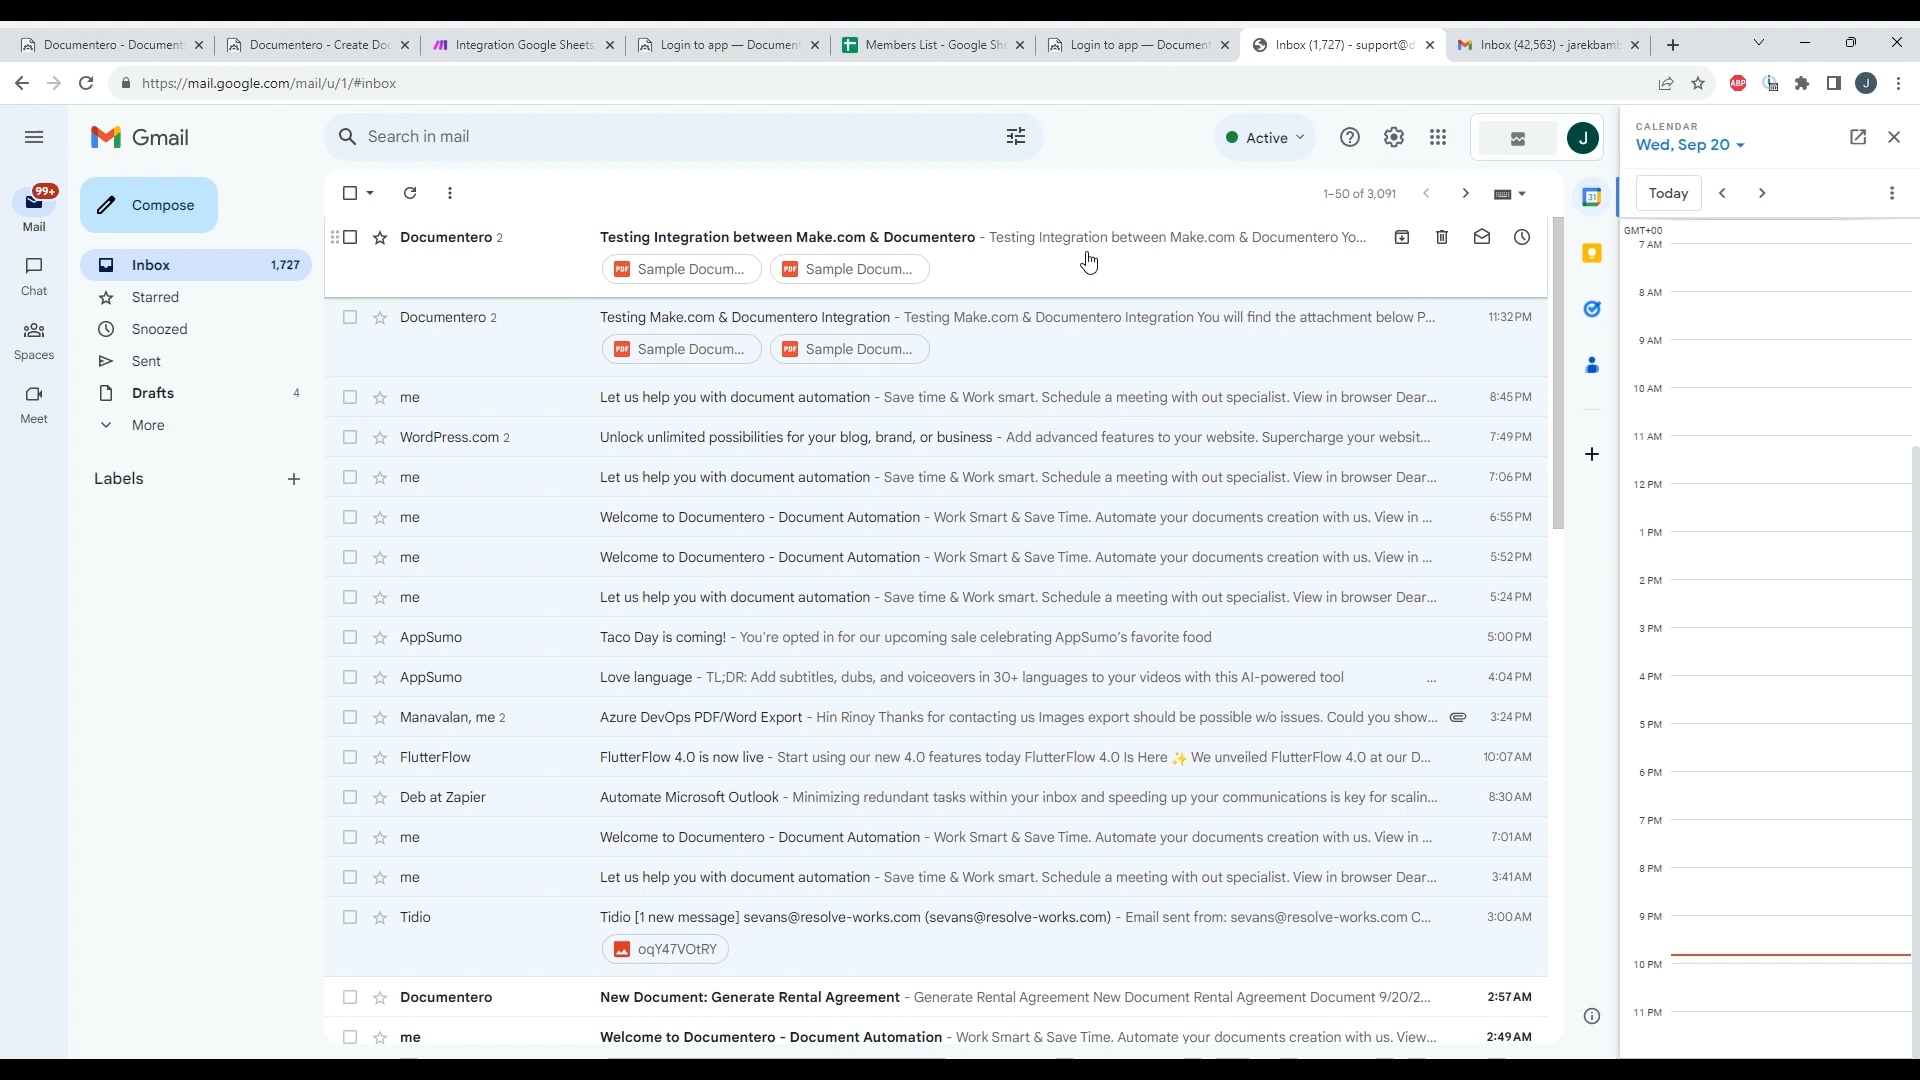 Documentero - Document
Documentero - Create Doc
Integration Google Sheets,
Login to app — Document
Members List - Google She
Login to app — Document
Inbox (1,727) - support@d
Inbox (42,563) - jarekbamb
https://mail.google.com/mail/u/1/#inbox
ABP
J
Gmail
Search in mail
Active
J
CALENDAR
Wed, Sep 20
99+
Mail
Compose
1–50 of 3,091
31
Today
GMT+00
Chat
Spaces
Meet
Inbox 1,727
Starred
Snoozed
Sent
Drafts 4
More
Labels
Documentero 2 Testing Integration between Make.com & Documentero - Testing Integration between Make.com & Documentero Yo...
PDF Sample Docum... PDF Sample Docum...
Documentero 2 Testing Make.com & Documentero Integration - Testing Make.com & Documentero Integration You will find the attachment below P... 11:32 PM
PDF Sample Docum... PDF Sample Docum...
me Let us help you with document automation - Save time & Work smart. Schedule a meeting with out specialist. View in browser Dear... 8:45 PM
WordPress.com 2 Unlock unlimited possibilities for your blog, brand, or business - Add advanced features to your website. Supercharge your websit... 7:49 PM
me Let us help you with document automation - Save time & Work smart. Schedule a meeting with out specialist. View in browser Dear... 7:06 PM
me Welcome to Documentero - Document Automation - Work Smart & Save Time. Automate your documents creation with us. View in ... 6:55 PM
me Welcome to Documentero - Document Automation - Work Smart & Save Time. Automate your documents creation with us. View in ... 5:52 PM
me Let us help you with document automation - Save time & Work smart. Schedule a meeting with out specialist. View in browser Dear... 5:24 PM
AppSumo Taco Day is coming! - You're opted in for our upcoming sale celebrating AppSumo's favorite food 5:00 PM
AppSumo Love language - TL;DR: Add subtitles, dubs, and voiceovers in 30+ languages to your videos with this AI-powered tool ... 4:04 PM
Manavalan, me 2 Azure DevOps PDF/Word Export - Hin Rinoy Thanks for contacting us Images export should be possible w/o issues. Could you show... 3:24 PM
FlutterFlow FlutterFlow 4.0 is now live - Start using our new 4.0 features today FlutterFlow 4.0 Is Here ✨ We unveiled FlutterFlow 4.0 at our D... 10:07 AM
Deb at Zapier Automate Microsoft Outlook - Minimizing redundant tasks within your inbox and speeding up your communications is key for scalin... 8:30 AM
me Welcome to Documentero - Document Automation - Work Smart & Save Time. Automate your documents creation with us. View in ... 7:01 AM
me Let us help you with document automation - Save time & Work smart. Schedule a meeting with out specialist. View in browser Dear... 3:41 AM
Tidio Tidio [1 new message] sevans@resolve-works.com (sevans@resolve-works.com) - Email sent from: sevans@resolve-works.com C... 3:00 AM
oqY47VOtRY
Documentero New Document: Generate Rental Agreement - Generate Rental Agreement New Document Rental Agreement Document 9/20/2... 2:57 AM
me Welcome to Documentero - Document Automation - Work Smart & Save Time. Automate your documents creation with us. View... 2:49 AM
7 AM
8 AM
9 AM
10 AM
11 AM
12 PM
1 PM
2 PM
3 PM
4 PM
5 PM
6 PM
7 PM
8 PM
9 PM
10 PM
11 PM